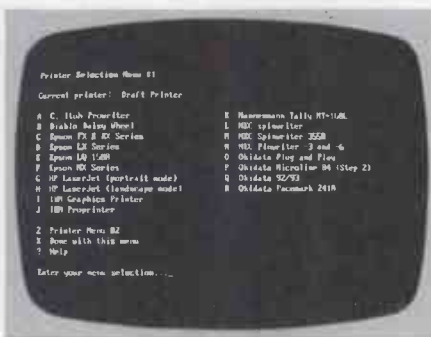 Printer Selection Menu #1
Current printer: Draft Printer
A C. Itoh Prowriter
B Diablo Daisy Wheel
C Epson FX & RX Series
D Epson LX Series
E Epson LQ 1500
F Epson MX Series
G HP LaserJet (portrait mode)
H HP LaserJet (landscape mode)
I IBM Graphics Printer
J IBM Proprinter
K Mannesmann Tally MT-160L
L NEC spinwriter
M NEC Spinwriter 3550
N NEC Pinwriter -3 and -6
O Okidata Plug and Play
P Okidata Microline 84 (Step 2)
Q Okidata 92/93
R Okidata Pacemark 2410
2 Printer Menu #2
X Done with this menu
? Help
Enter your menu selection..._